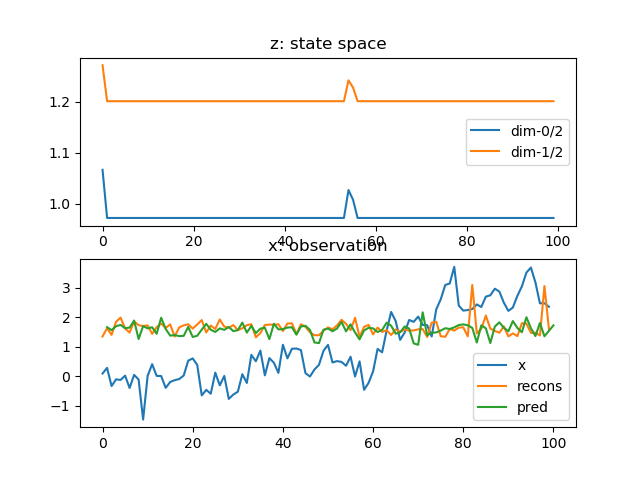 z: state space
1.2
1.1
1.0
dim-0/2
dim-1/2
0 20 40 60 80 100
x: observation
3
2
1
0
−1
x
recons
pred
0 20 40 60 80 100